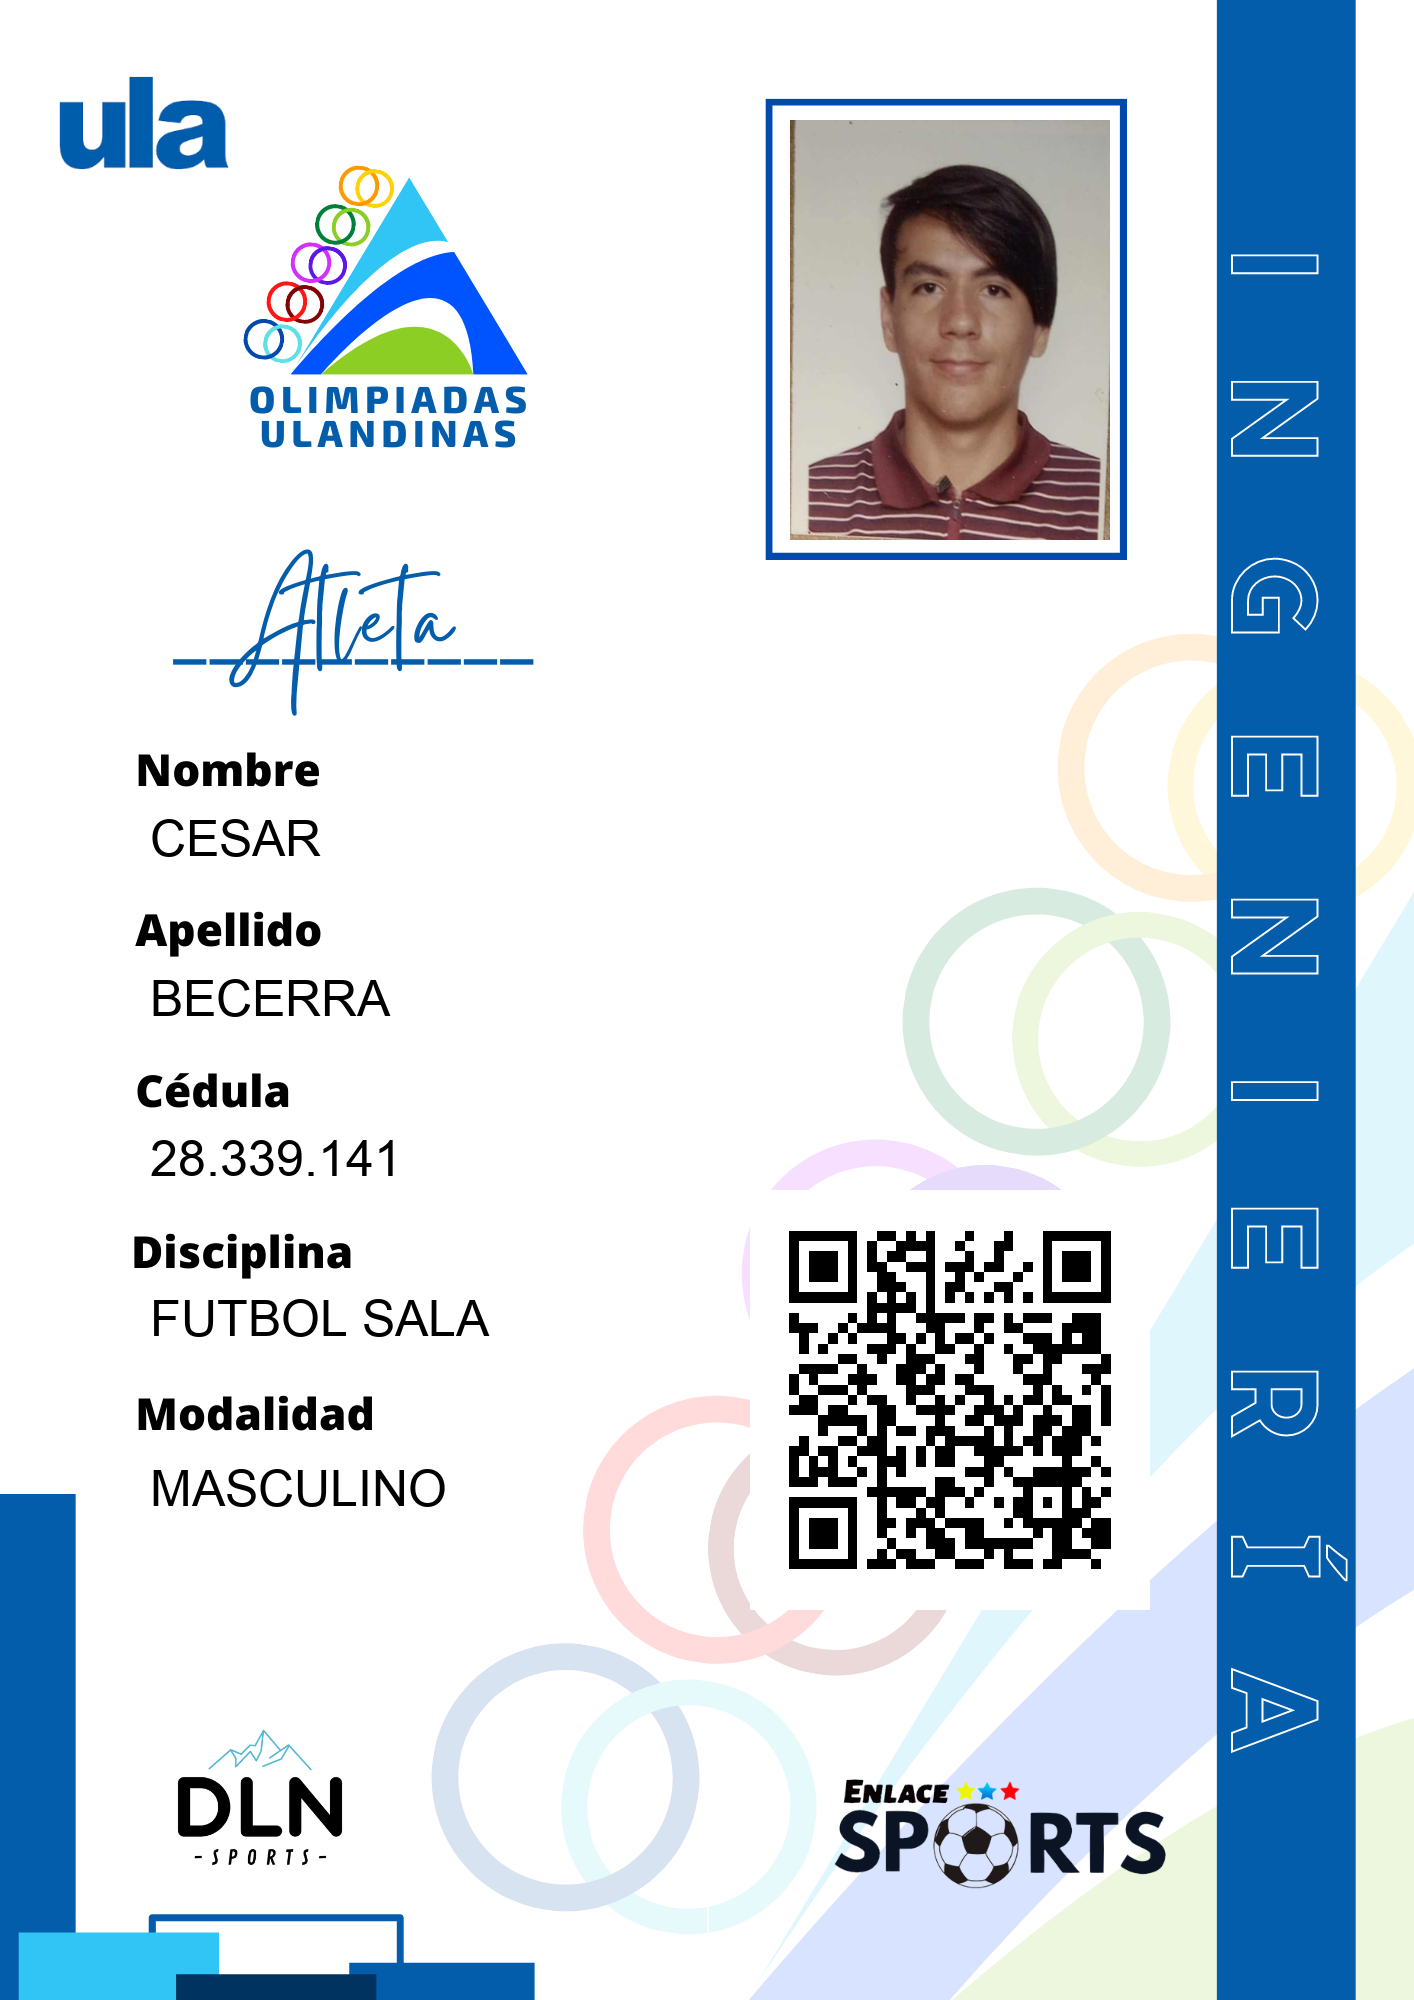 ula
OLIMPIADAS
ULANDINAS
Atleta
Nombre
CESAR
Apellido
BECERRA
Cédula
28.339.141
Disciplina
FUTBOL SALA
Modalidad
MASCULINO
DLN
-SPORTS-
ENLACE
SPORTS
INGENIERÍA